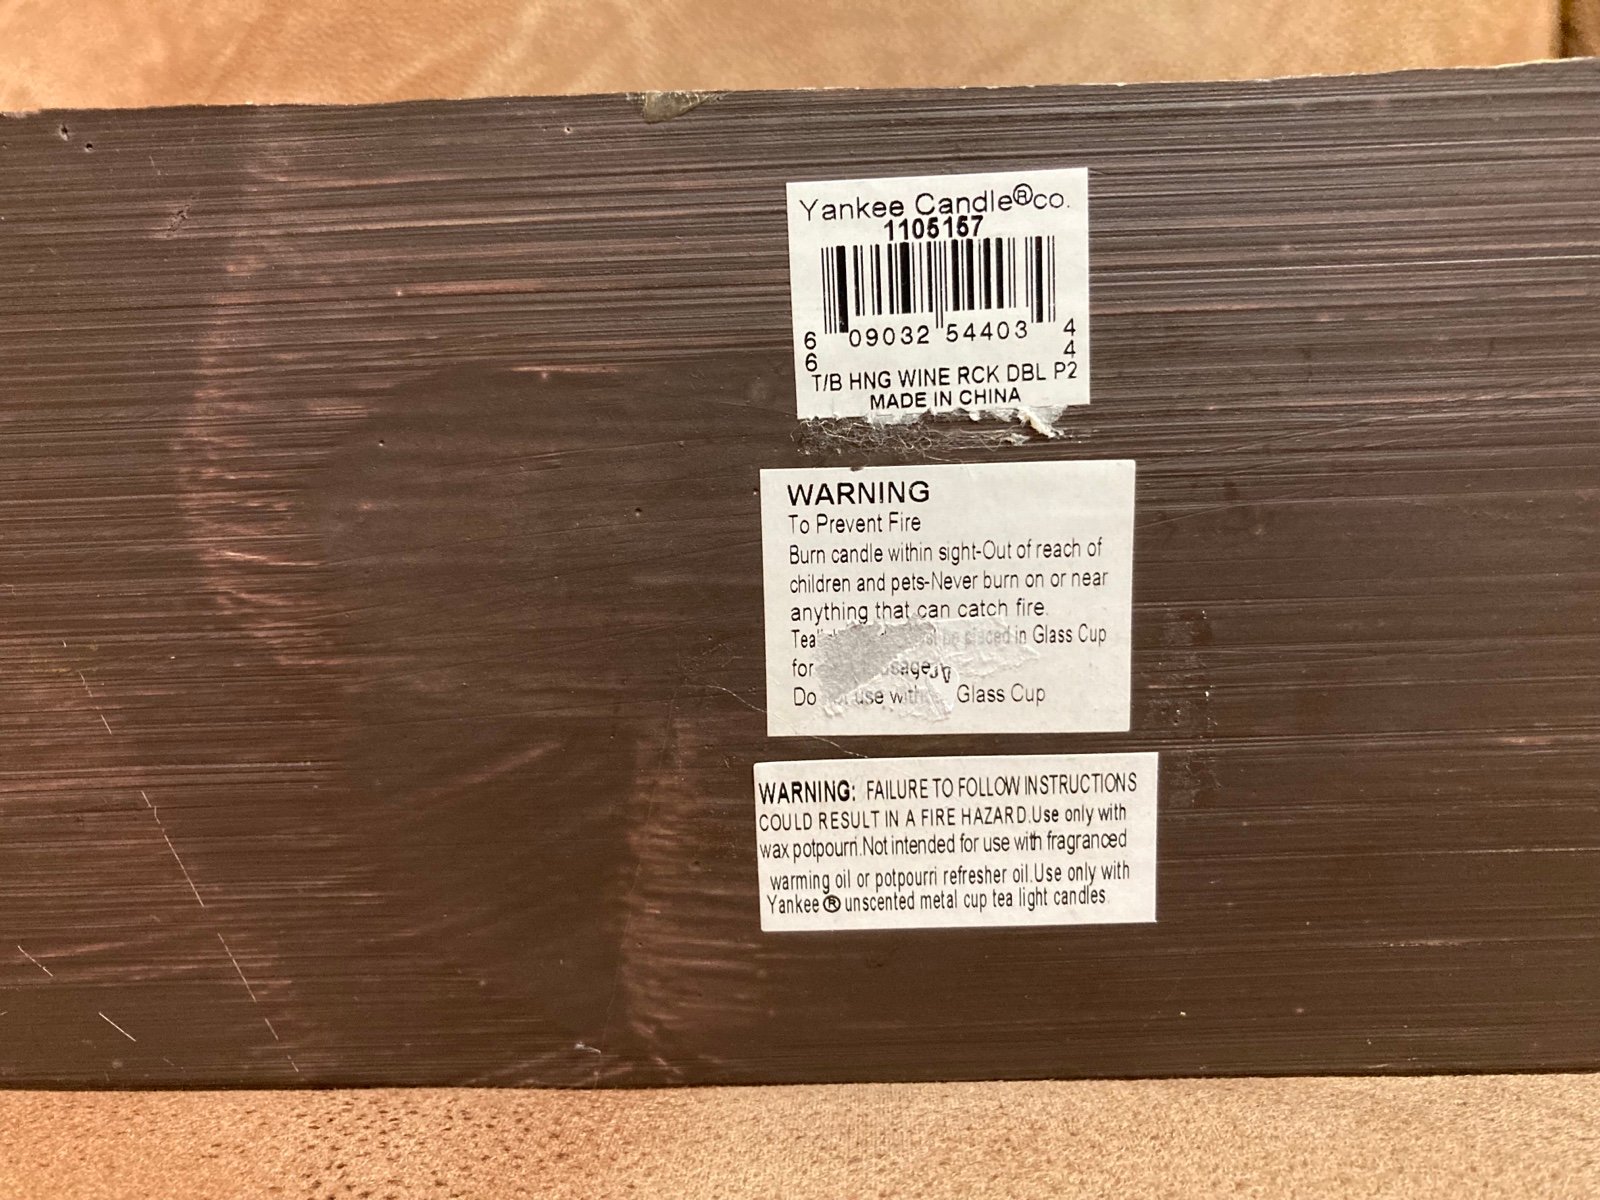 Yankee Candle®co.
1105157
6 09032 54403 4
6 4
T/B HNG WINE RCK DBL P2
MADE IN CHINA
WARNING
To Prevent Fire
Burn candle within sight-Out of reach of
children and pets-Never burn on or near
anything that can catch fire.
be placed in Glass Cup
for
Do use with Glass Cup
WARNING: FAILURE TO FOLLOW INSTRUCTIONS
COULD RESULT IN A FIRE HAZARD.Use only with
wax potpourri.Not intended for use with fragranced
warming oil or potpourri refresher oil.Use only with
Yankee® unscented metal cup tea light candles.